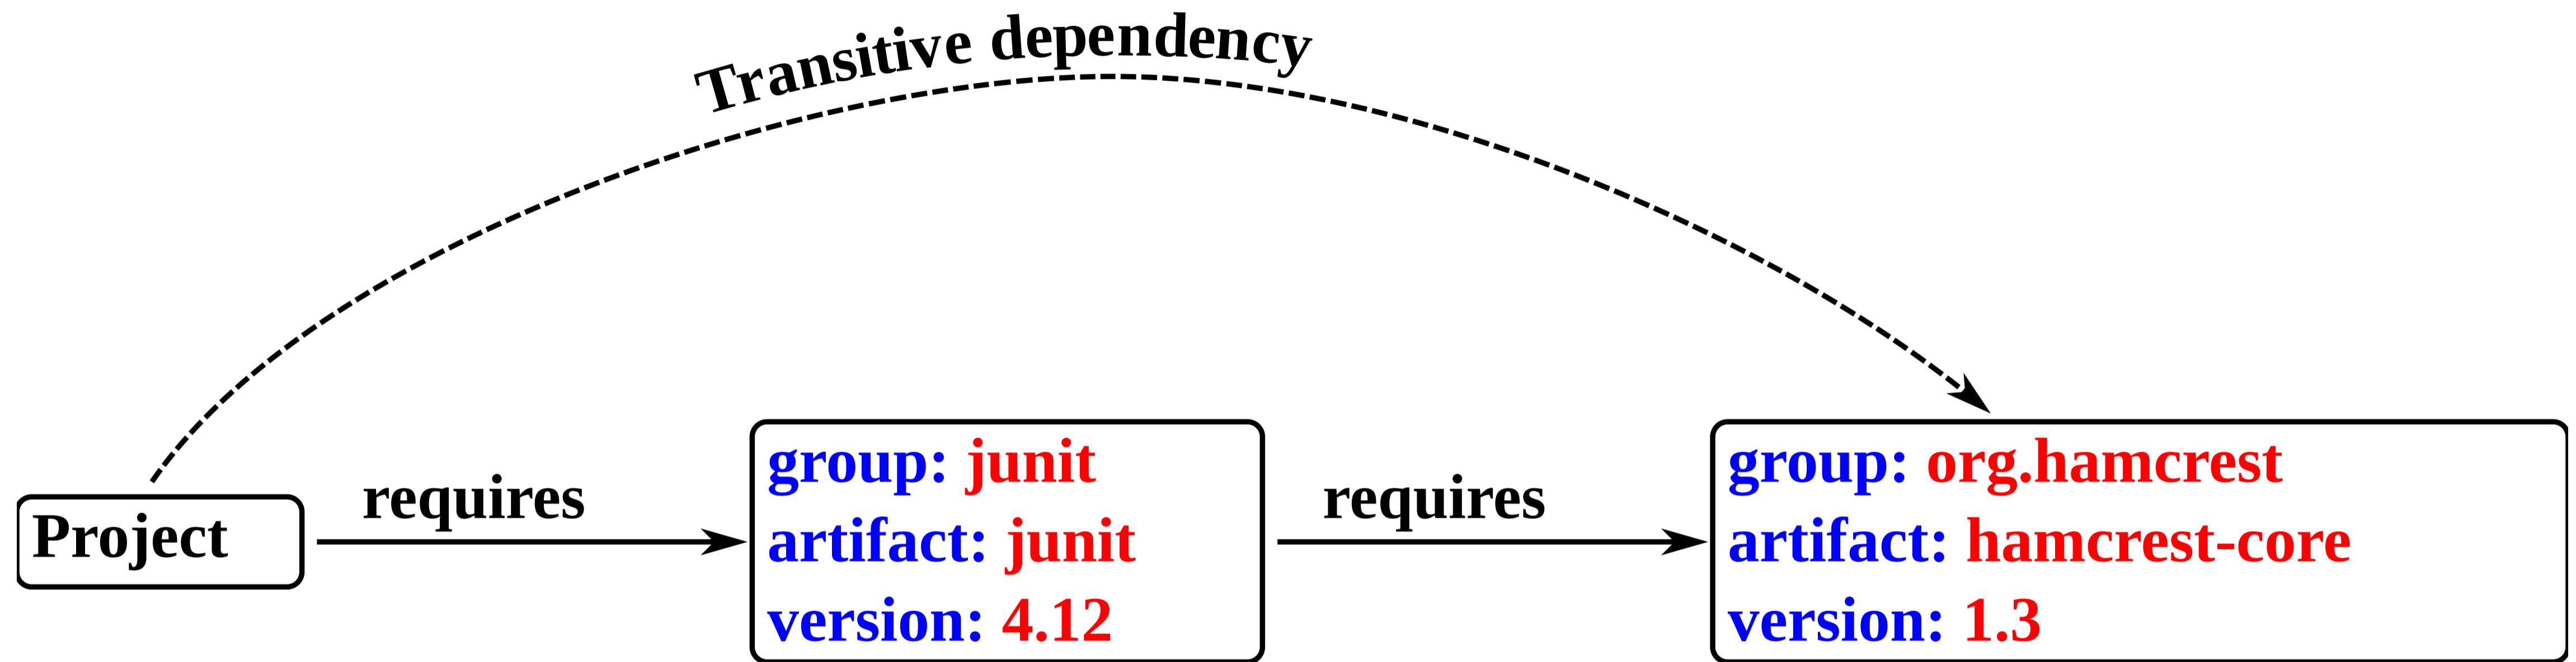 Transitive dependency
Project
requires
group: junit
artifact: junit
version: 4.12
requires
group: org.hamcrest
artifact: hamcrest-core
version: 1.3